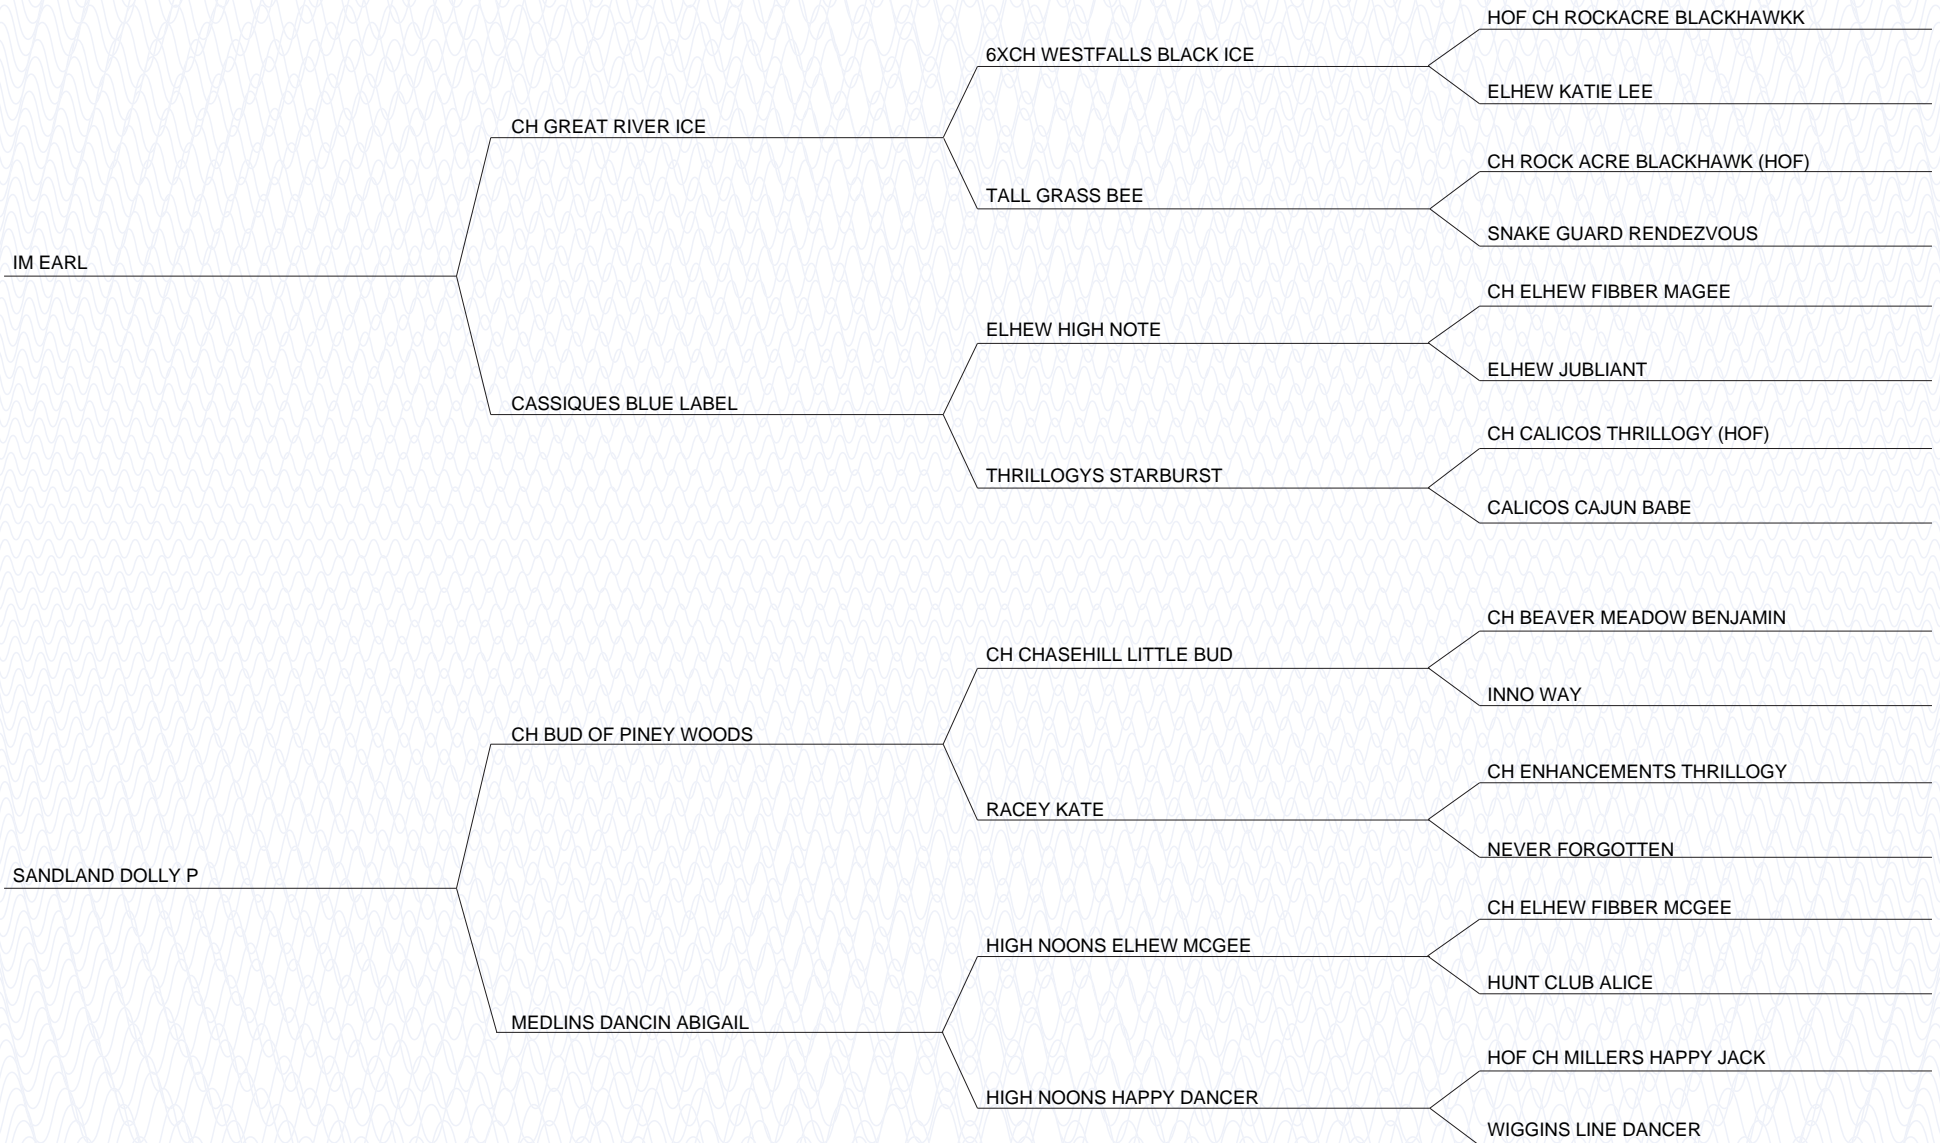 HOF CH ROCKACRE BLACKHAWKK
6XCH WESTFALLS BLACK ICE
ELHEW KATIE LEE
CH GREAT RIVER ICE
CH ROCK ACRE BLACKHAWK (HOF)
TALL GRASS BEE
SNAKE GUARD RENDEZVOUS
IM EARL
CH ELHEW FIBBER MAGEE
ELHEW HIGH NOTE
ELHEW JUBLIANT
CASSIQUES BLUE LABEL
CH CALICOS THRILLOGY (HOF)
THRILLOGYS STARBURST
CALICOS CAJUN BABE
CH BEAVER MEADOW BENJAMIN
CH CHASEHILL LITTLE BUD
INNO WAY
CH BUD OF PINEY WOODS
CH ENHANCEMENTS THRILLOGY
RACEY KATE
NEVER FORGOTTEN
SANDLAND DOLLY P
CH ELHEW FIBBER MCGEE
HIGH NOONS ELHEW MCGEE
HUNT CLUB ALICE
MEDLINS DANCIN ABIGAIL
HOF CH MILLERS HAPPY JACK
HIGH NOONS HAPPY DANCER
WIGGINS LINE DANCER